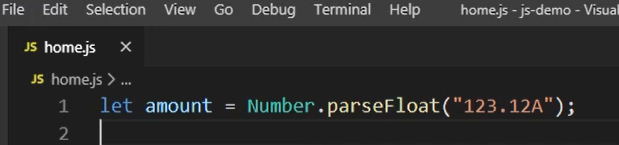 File Edit Selection View Go Debug Terminal Help home.js - js-demo - Visual
JS home.js ×
JS home.js > ...
1 let amount = Number.parseFloat("123.12A");
2